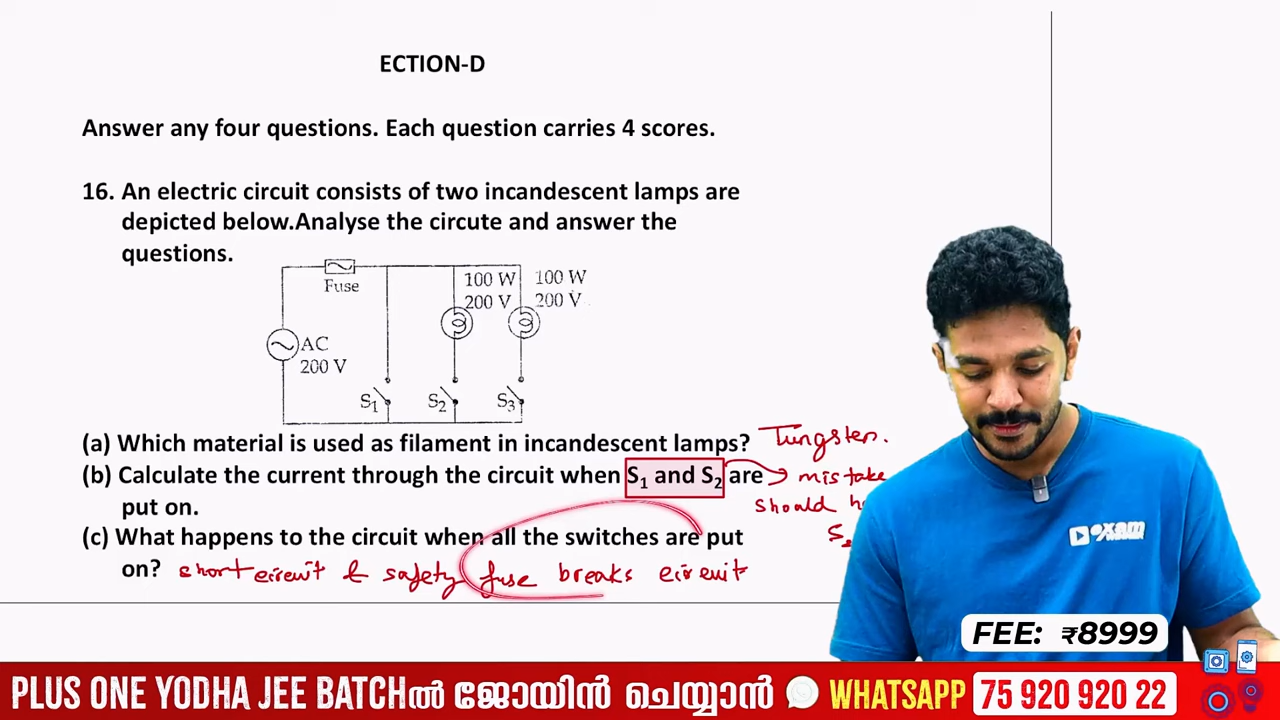 ECTION-D
Answer any four questions. Each question carries 4 scores.
16. An electric circuit consists of two incandescent lamps are
depicted below.Analyse the circute and answer the
questions.
Fuse
100 W 100 W
200 V 200 V
AC
200 V
S1 S2 S3
(a) Which material is used as filament in incandescent lamps? Tungsten.
(b) Calculate the current through the circuit when S1 and S2 are → mistake
put on. should
(c) What happens to the circuit when all the switches are put
on? short circuit & safety fuse breaks circuit
exam
FEE: ₹8999
PLUS ONE YODHA JEE BATCHൽ ജോയിൻ ചെയ്യാൻ WHATSAPP 75 920 920 22